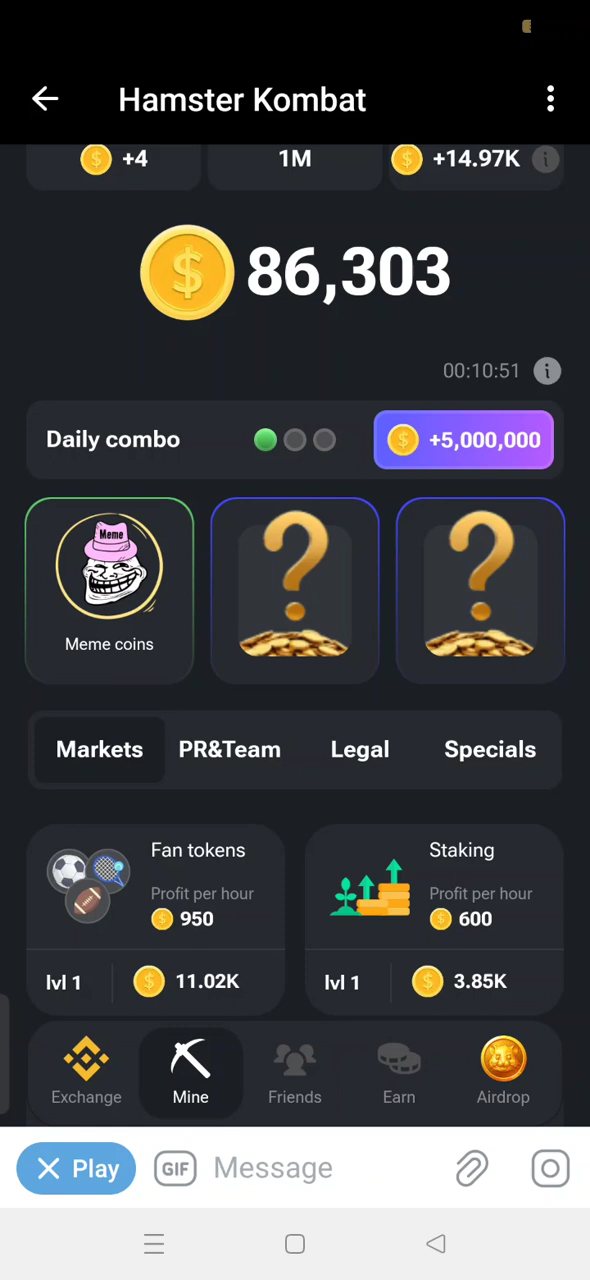 Hamster Kombat
+4
1M
+14.97K
86,303
00:10:51
Daily combo
+5,000,000
Meme
Meme coins
Markets
PR&Team
Legal
Specials
Fan tokens
Profit per hour
950
lvl 1
11.02K
Staking
Profit per hour
600
lvl 1
3.85K
Exchange
Mine
Friends
Earn
Airdrop
Play
GIF
Message